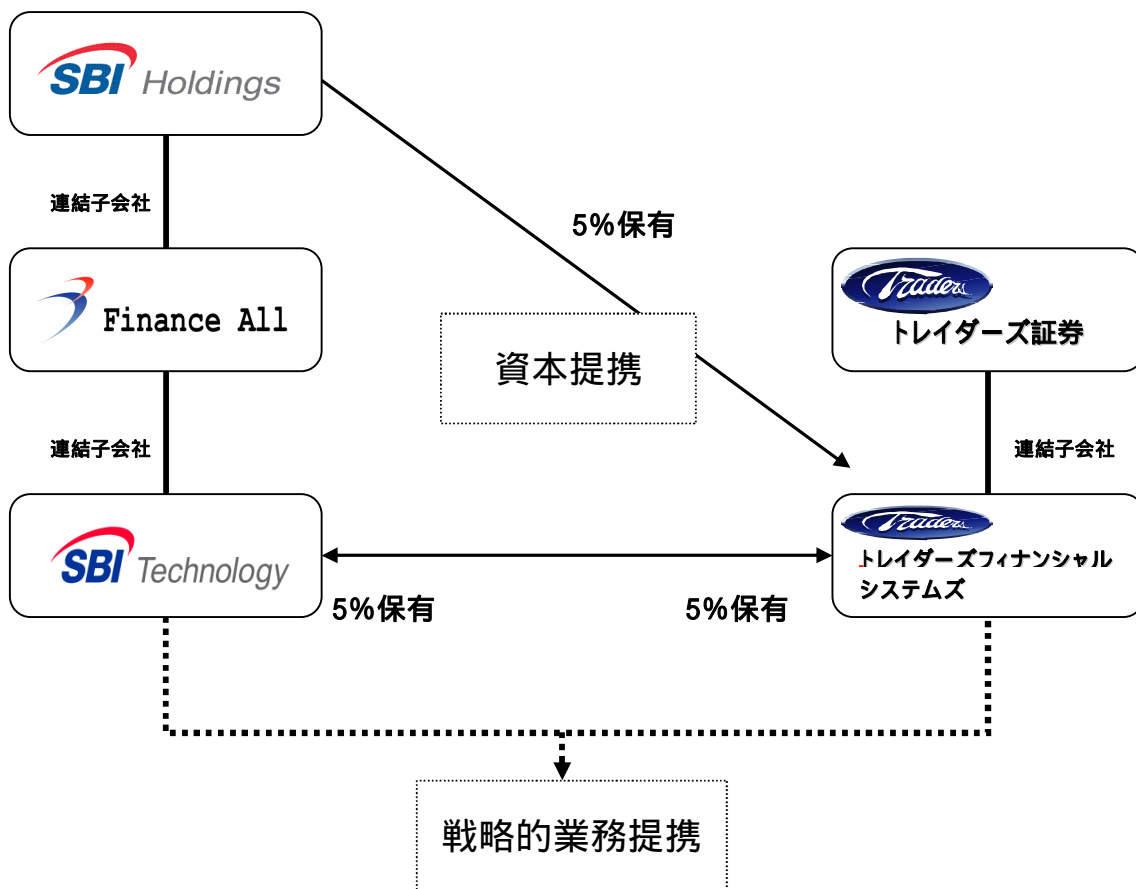 SBI Holdings
連結子会社
5%保有
Finance All
Traders
トレイダーズ証券
資本提携
連結子会社
連結子会社
SBI Technology
Traders
トレイダーズフィナンシャル
システムズ
5%保有
5%保有
戦略的業務提携